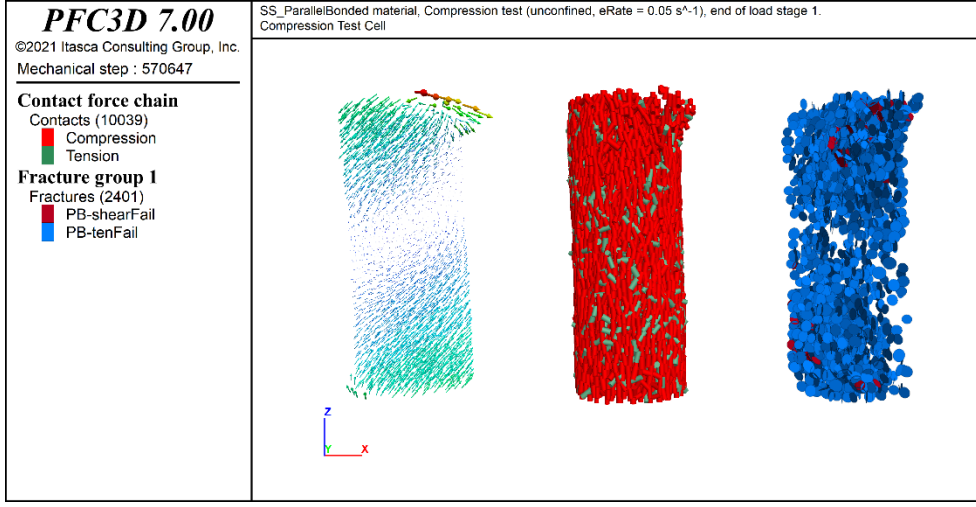 PFC3D 7.00
©2021 Itasca Consulting Group, Inc.
Mechanical step : 570647
Contact force chain
Contacts (10039)
Compression
Tension
Fracture group 1
Fractures (2401)
PB-shearFail
PB-tenFail
SS_ParallelBonded material, Compression test (unconfined, eRate = 0.05 s^-1), end of load stage 1.
Compression Test Cell
Z
Y
X